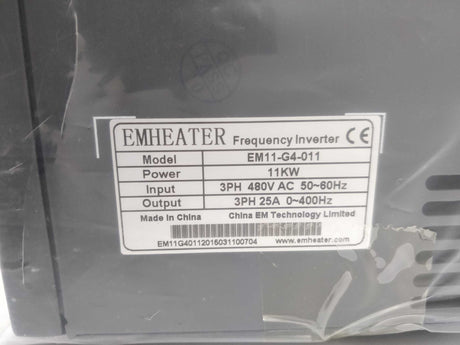 EMHEATER Frequency Inverter CE
Model EM11-G4-011
Power 11KW
Input 3PH 480V AC 50~60Hz
Output 3PH 25A 0~400Hz
Made in China China EM Technology Limited
EM11G40112015031100704 www.emheater.com